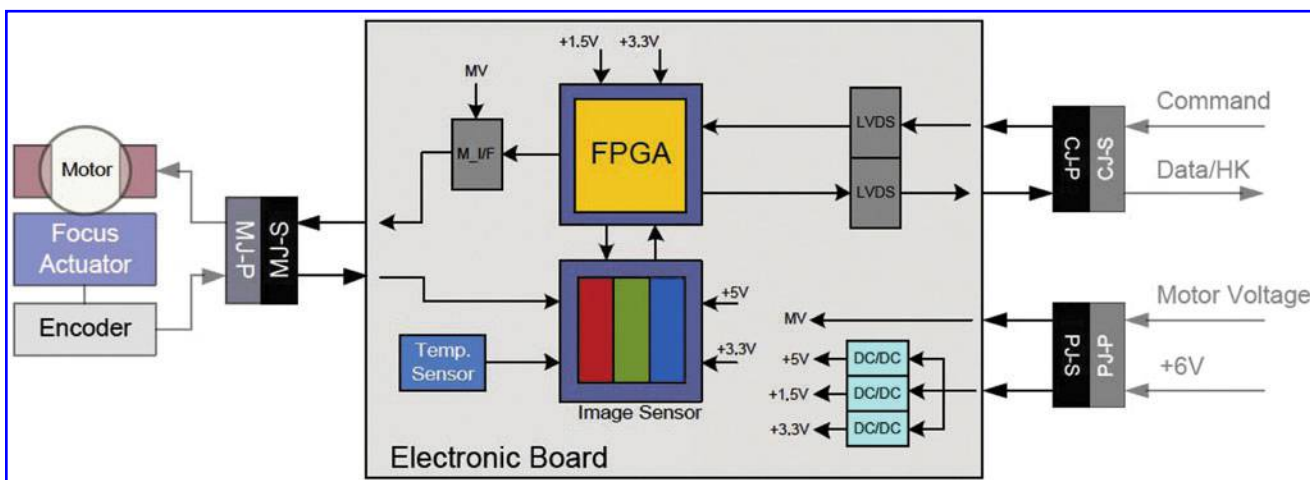 +1.5V
+3.3V
MV
M_I/F
FPGA
LVDS
LVDS
CJ-P
CJ-S
Command
Data/HK
Motor
Focus
Actuator
Encoder
MJ-P
MJ-S
Temp.
Sensor
+5V
+3.3V
Image Sensor
MV
+5V
DC/DC
+1.5V
DC/DC
+3.3V
DC/DC
PJ-S
PJ-P
Motor Voltage
+6V
Electronic Board